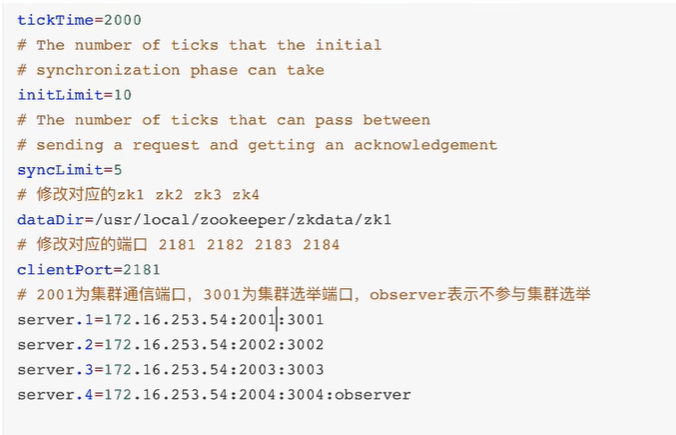 tickTime=2000
# The number of ticks that the initial
# synchronization phase can take
initLimit=10
# The number of ticks that can pass between
# sending a request and getting an acknowledgement
syncLimit=5
# 修改对应的zk1 zk2 zk3 zk4
dataDir=/usr/local/zookeeper/zkdata/zk1
# 修改对应的端口 2181 2182 2183 2184
clientPort=2181
# 2001为集群通信端口，3001为集群选举端口，observer表示不参与集群选举
server.1=172.16.253.54:2001:3001
server.2=172.16.253.54:2002:3002
server.3=172.16.253.54:2003:3003
server.4=172.16.253.54:2004:3004:observer